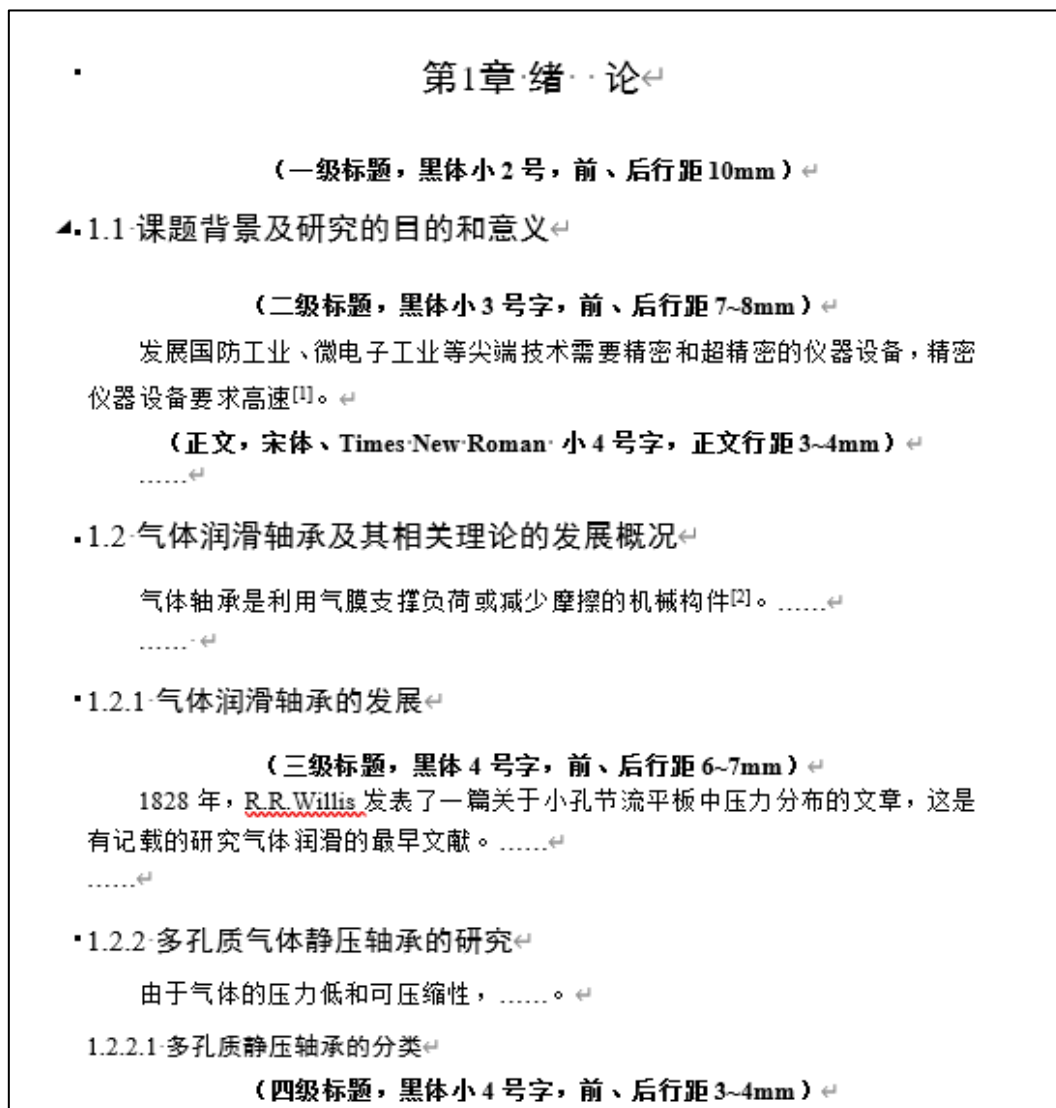 第1章 绪  论
（一级标题，黑体小2号，前、后行距10mm）
1.1 课题背景及研究的目的和意义
（二级标题，黑体小3号字，前、后行距7~8mm）
发展国防工业、微电子工业等尖端技术需要精密和超精密的仪器设备，精密
仪器设备要求高速[1]。
（正文，宋体、Times New Roman 小4号字，正文行距3~4mm）
……
1.2 气体润滑轴承及其相关理论的发展概况
气体轴承是利用气膜支撑负荷或减少摩擦的机械构件[2]。……
……
1.2.1 气体润滑轴承的发展
（三级标题，黑体4号字，前、后行距6~7mm）
1828年，R.R.Willis发表了一篇关于小孔节流平板中压力分布的文章，这是
有记载的研究气体润滑的最早文献。……
……
1.2.2 多孔质气体静压轴承的研究
由于气体的压力低和可压缩性，……。
1.2.2.1 多孔质静压轴承的分类
（四级标题，黑体小4号字，前、后行距3~4mm）